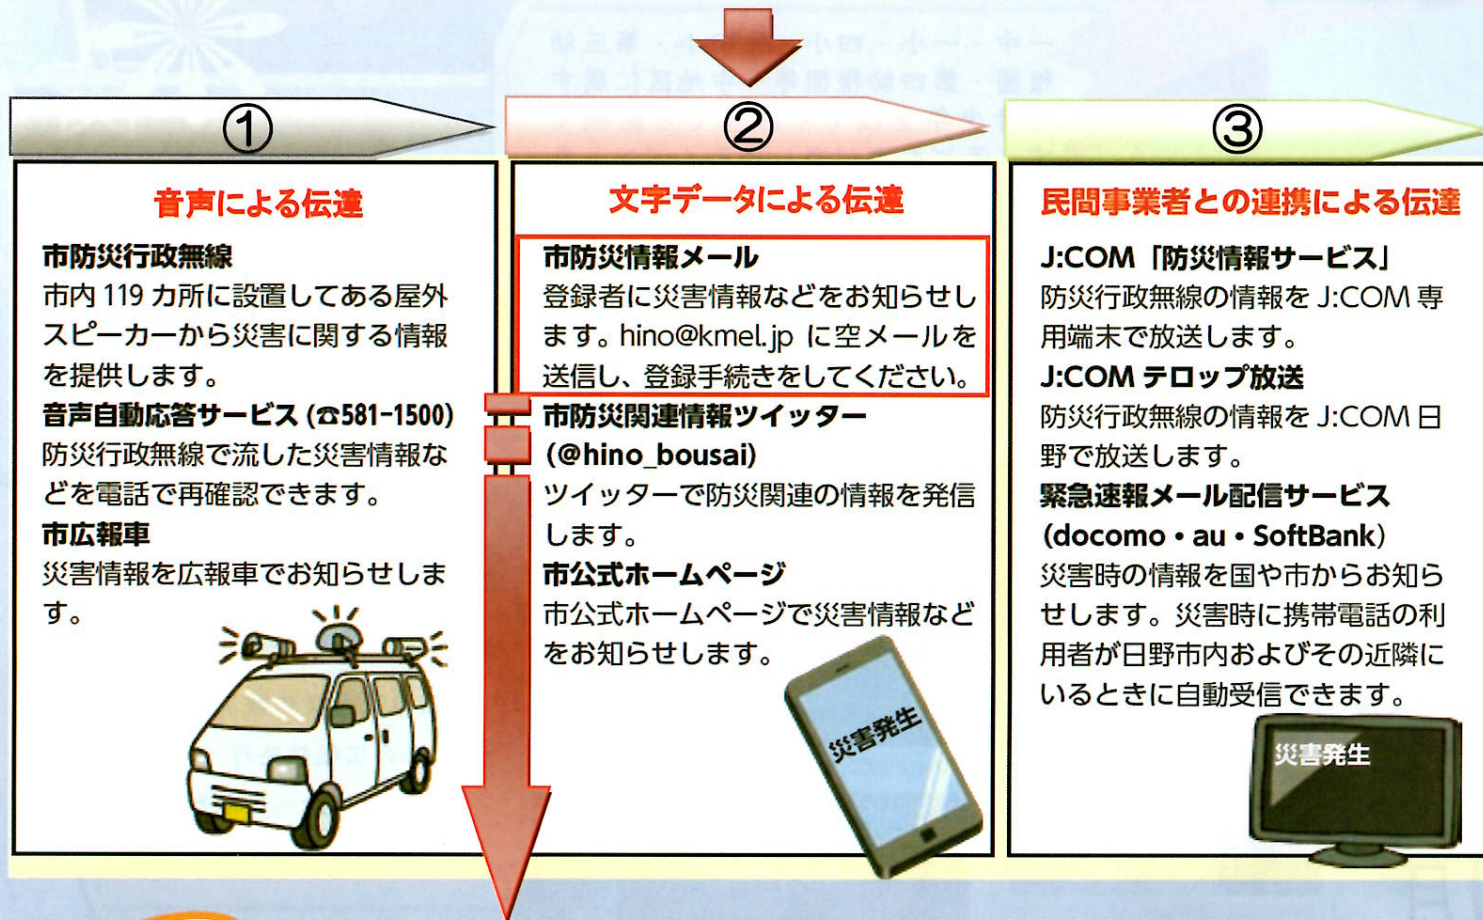 ①
音声による伝達
市防災行政無線
市内 119 カ所に設置してある屋外
スピーカーから災害に関する情報
を提供します。
音声自動応答サービス (☎581-1500)
防災行政無線で流した災害情報な
どを電話で再確認できます。
市広報車
災害情報を広報車でお知らせしま
す。
②
文字データによる伝達
市防災情報メール
登録者に災害情報などをお知らせし
ます。hino@kmel.jp に空メールを
送信し、登録手続きをしてください。
市防災関連情報ツイッター
(@hino_bousai)
ツイッターで防災関連の情報を発信
します。
市公式ホームページ
市公式ホームページで災害情報など
をお知らせします。
災害発生
③
民間事業者との連携による伝達
J:COM「防災情報サービス」
防災行政無線の情報を J:COM 専
用端末で放送します。
J:COM テロップ放送
防災行政無線の情報を J:COM 日
野で放送します。
緊急速報メール配信サービス
(docomo・au・SoftBank)
災害時の情報を国や市からお知ら
せします。災害時に携帯電話の利
用者が日野市内およびその近隣に
いるときに自動受信できます。
災害発生